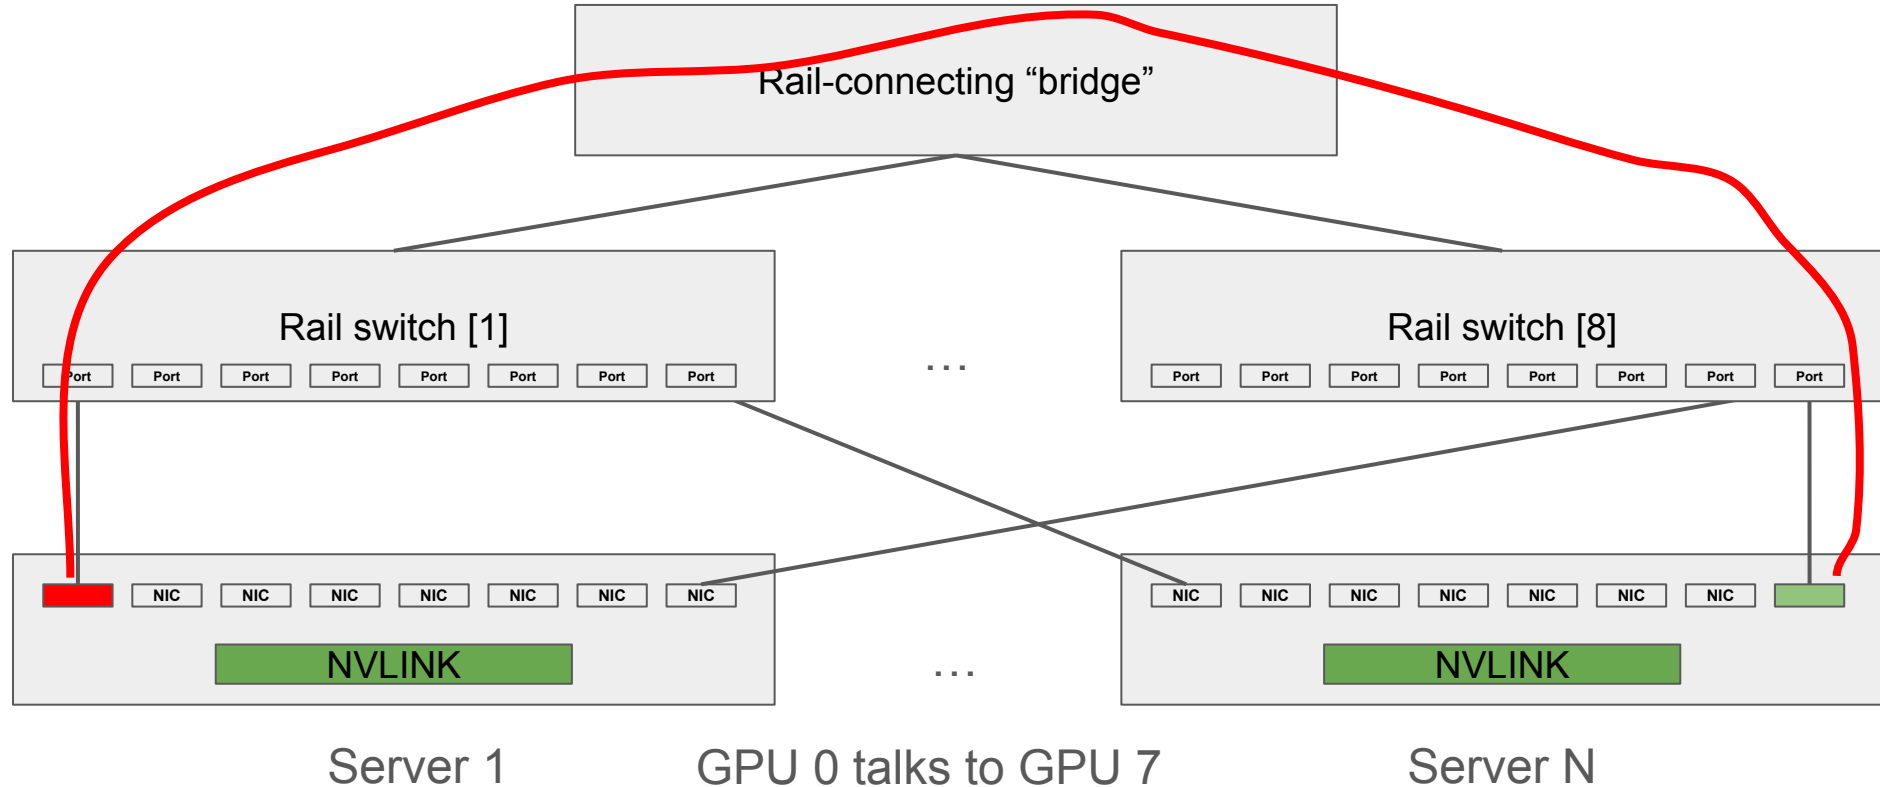 Rail-connecting “bridge”
Rail switch [1]
... 
Rail switch [8]
Port Port Port Port Port Port Port Port
Port Port Port Port Port Port Port Port
NIC NIC NIC NIC NIC NIC NIC
NIC NIC NIC NIC NIC NIC NIC
NVLINK
...
NVLINK
Server 1
GPU 0 talks to GPU 7
Server N